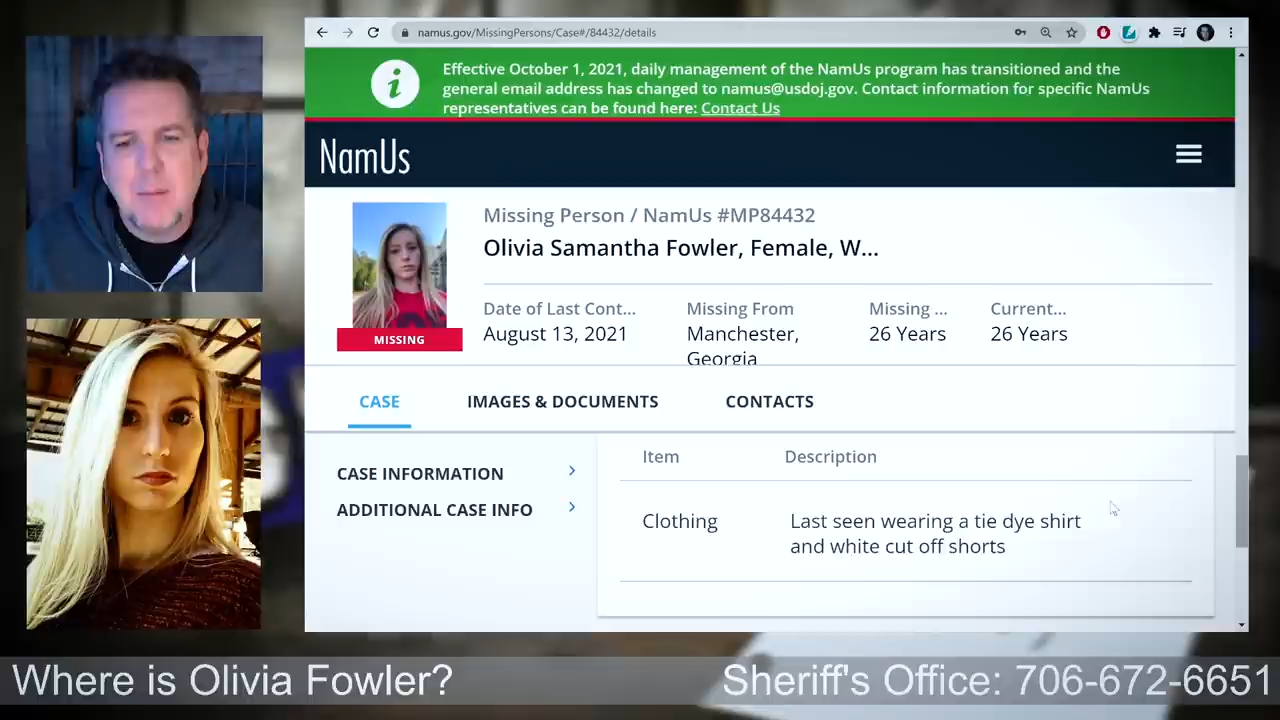 namus.gov/MissingPersons/Case#/84432/details
Effective October 1, 2021, daily management of the NamUs program has transitioned and the
general email address has changed to namus@usdoj.gov. Contact information for specific NamUs
representatives can be found here: Contact Us
NamUs
Missing Person / NamUs #MP84432
Olivia Samantha Fowler, Female, W...
Date of Last Cont...
August 13, 2021
Missing From
Manchester,
Georgia
Missing ...
26 Years
Current...
26 Years
MISSING
CASE
IMAGES & DOCUMENTS
CONTACTS
CASE INFORMATION
ADDITIONAL CASE INFO
Item
Description
Clothing
Last seen wearing a tie dye shirt
and white cut off shorts
Where is Olivia Fowler?
Sheriff's Office: 706-672-6651